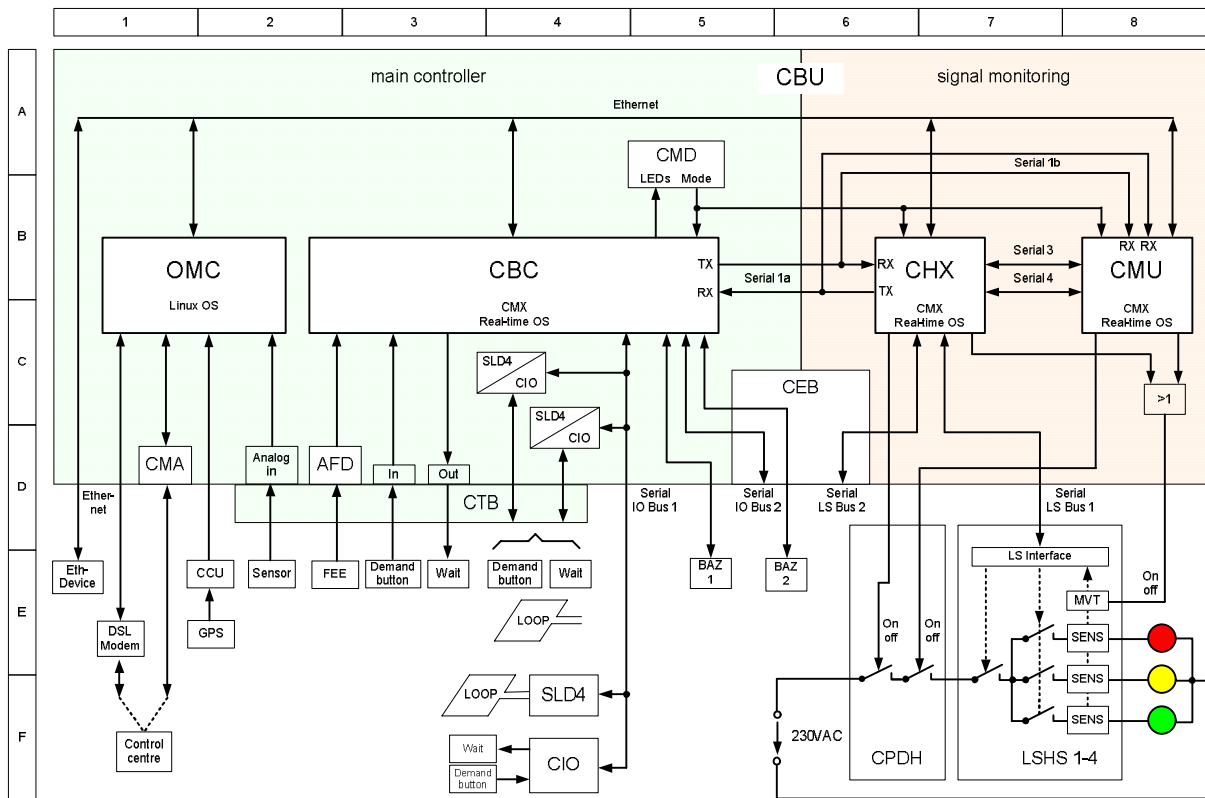 1 2 3 4 5 6 7 8
A
B
C
D
E
F
main controller
CBU
signal monitoring
Ethernet
CMD
LEDs Mode
Serial 1b
OMC
Linux OS
CBC
CMX
Real-time OS
TX
RX
Serial 1a
RX
TX
CHX
CMX
Real-time OS
Serial 3
Serial 4
RX RX
CMU
CMX
Real-time OS
SLD4
CIO
SLD4
CIO
CEB
>1
CMA
Analog
in
AFD
In
Out
CTB
Ether-
net
Serial
IO Bus 1
Serial
IO Bus 2
Serial
LS Bus 2
Serial
LS Bus 1
Eth-
Device
CCU
Sensor
FEE
Demand
button
Wait
Demand
button
Wait
BAZ
1
BAZ
2
LS Interface
On
off
MVT
DSL
Modem
GPS
LOOP
On
off
On
off
SENS
SENS
SENS
LOOP
SLD4
Control
centre
Wait
Demand
button
CIO
230VAC
CPDH
LSHS 1-4